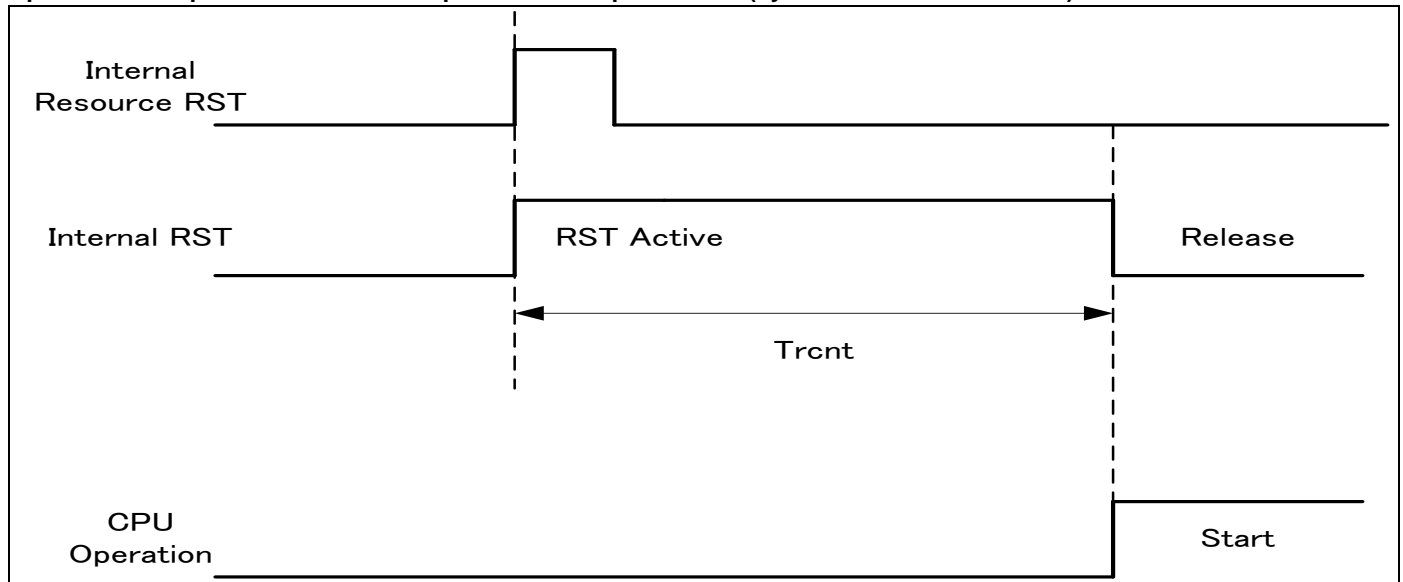 Internal
Resource RST
Internal RST
RST Active
Release
Trcnt
CPU
Operation
Start